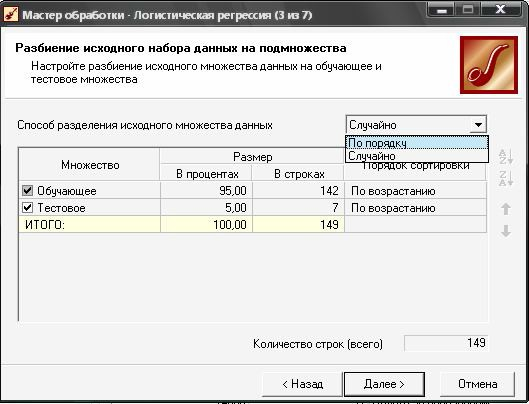 Мастер обработки - Логистическая регрессия (3 из 7)
Разбиение исходного набора данных на подмножества
Настройте разбиение исходного множества данных на обучающее и
тестовое множества
Способ разделения исходного множества данных Случайно
По порядку
Случайно
Множество Размер Порядок сортировки
В процентах В строках
Обучающее 95,00 142 По возрастанию
Тестовое 5,00 7 По возрастанию
ИТОГО: 100,00 149
Количество строк (всего) 149
< Назад Далее > Отмена